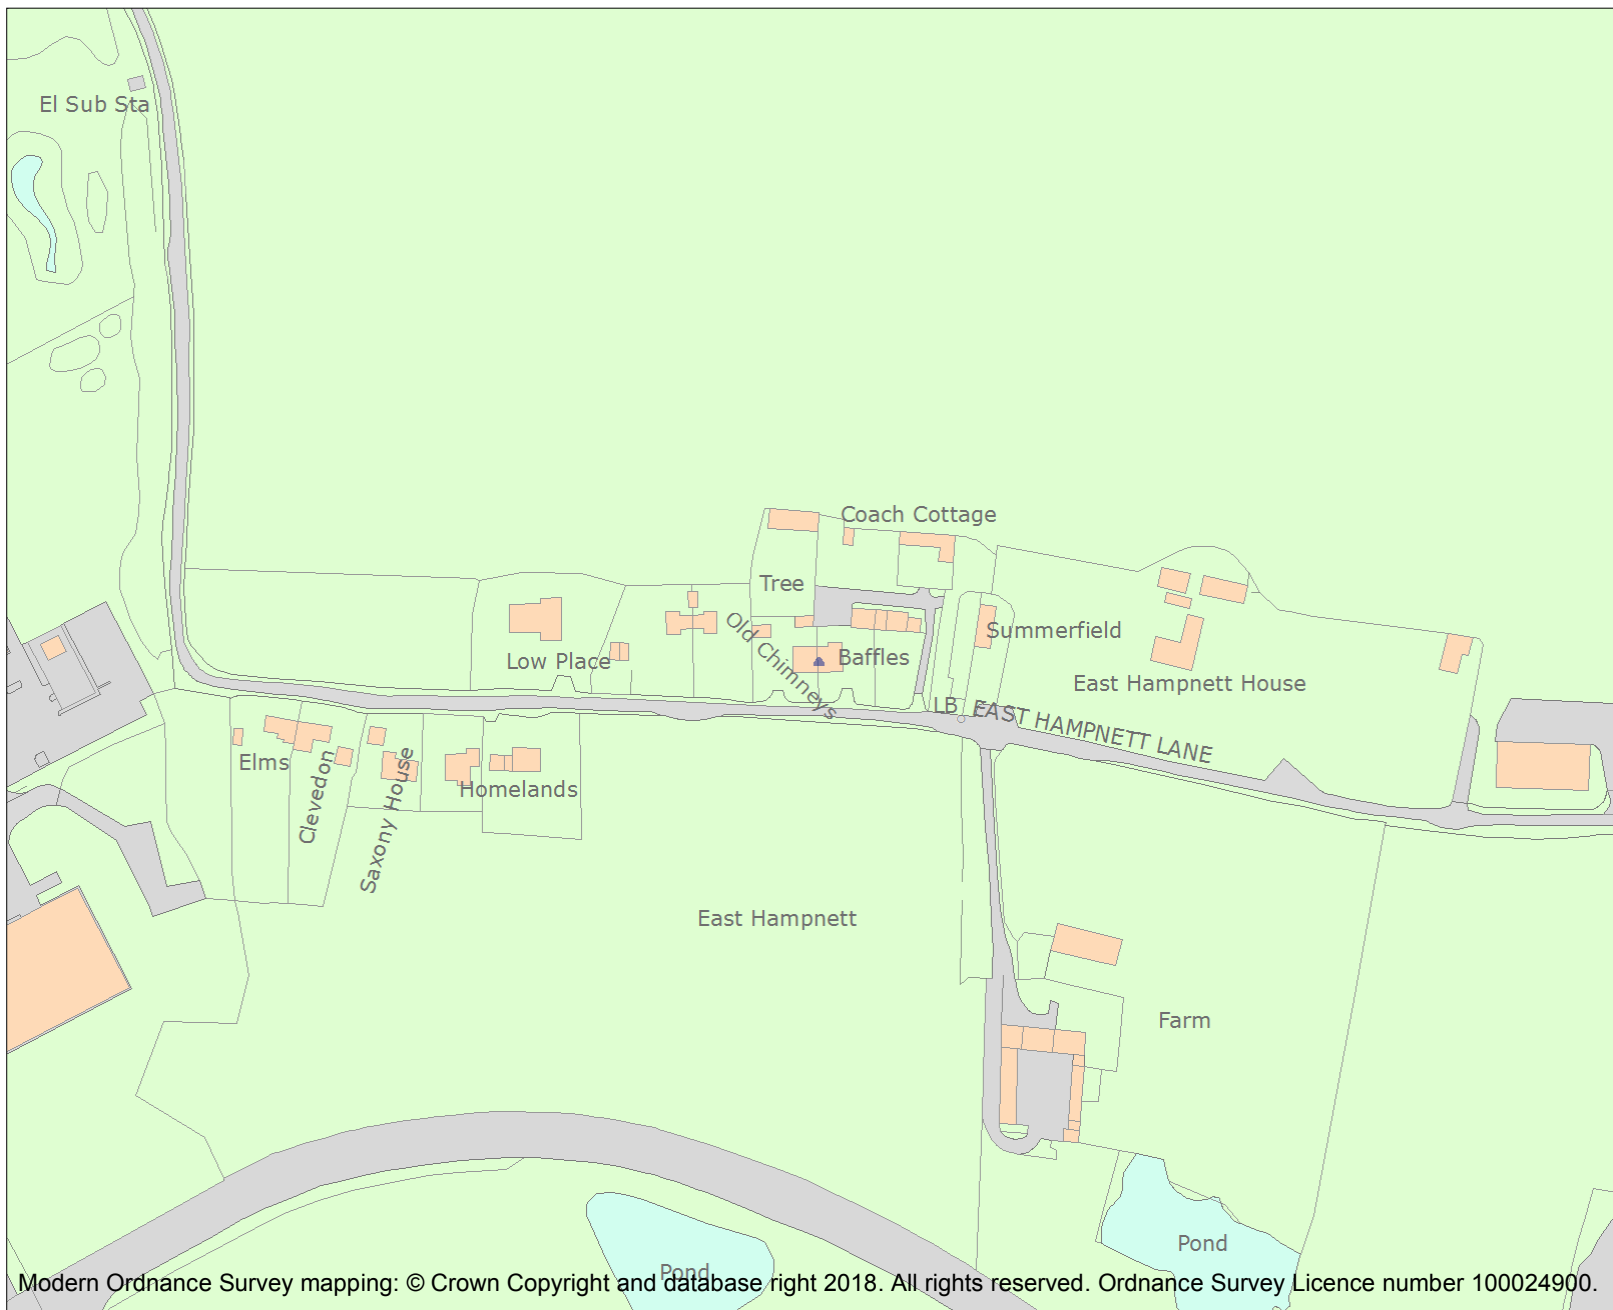 El Sub Sta
Coach Cottage
Tree
Old Chimneys
Summerfield
Baffles
Low Place
East Hampnett House
LB
EAST HAMPNETT LANE
Elms
Clevedon
Saxony House
Homelands
East Hampnett
Farm
Pond
Pond
Modern Ordnance Survey mapping: © Crown Copyright and database right 2018. All rights reserved. Ordnance Survey Licence number 100024900.